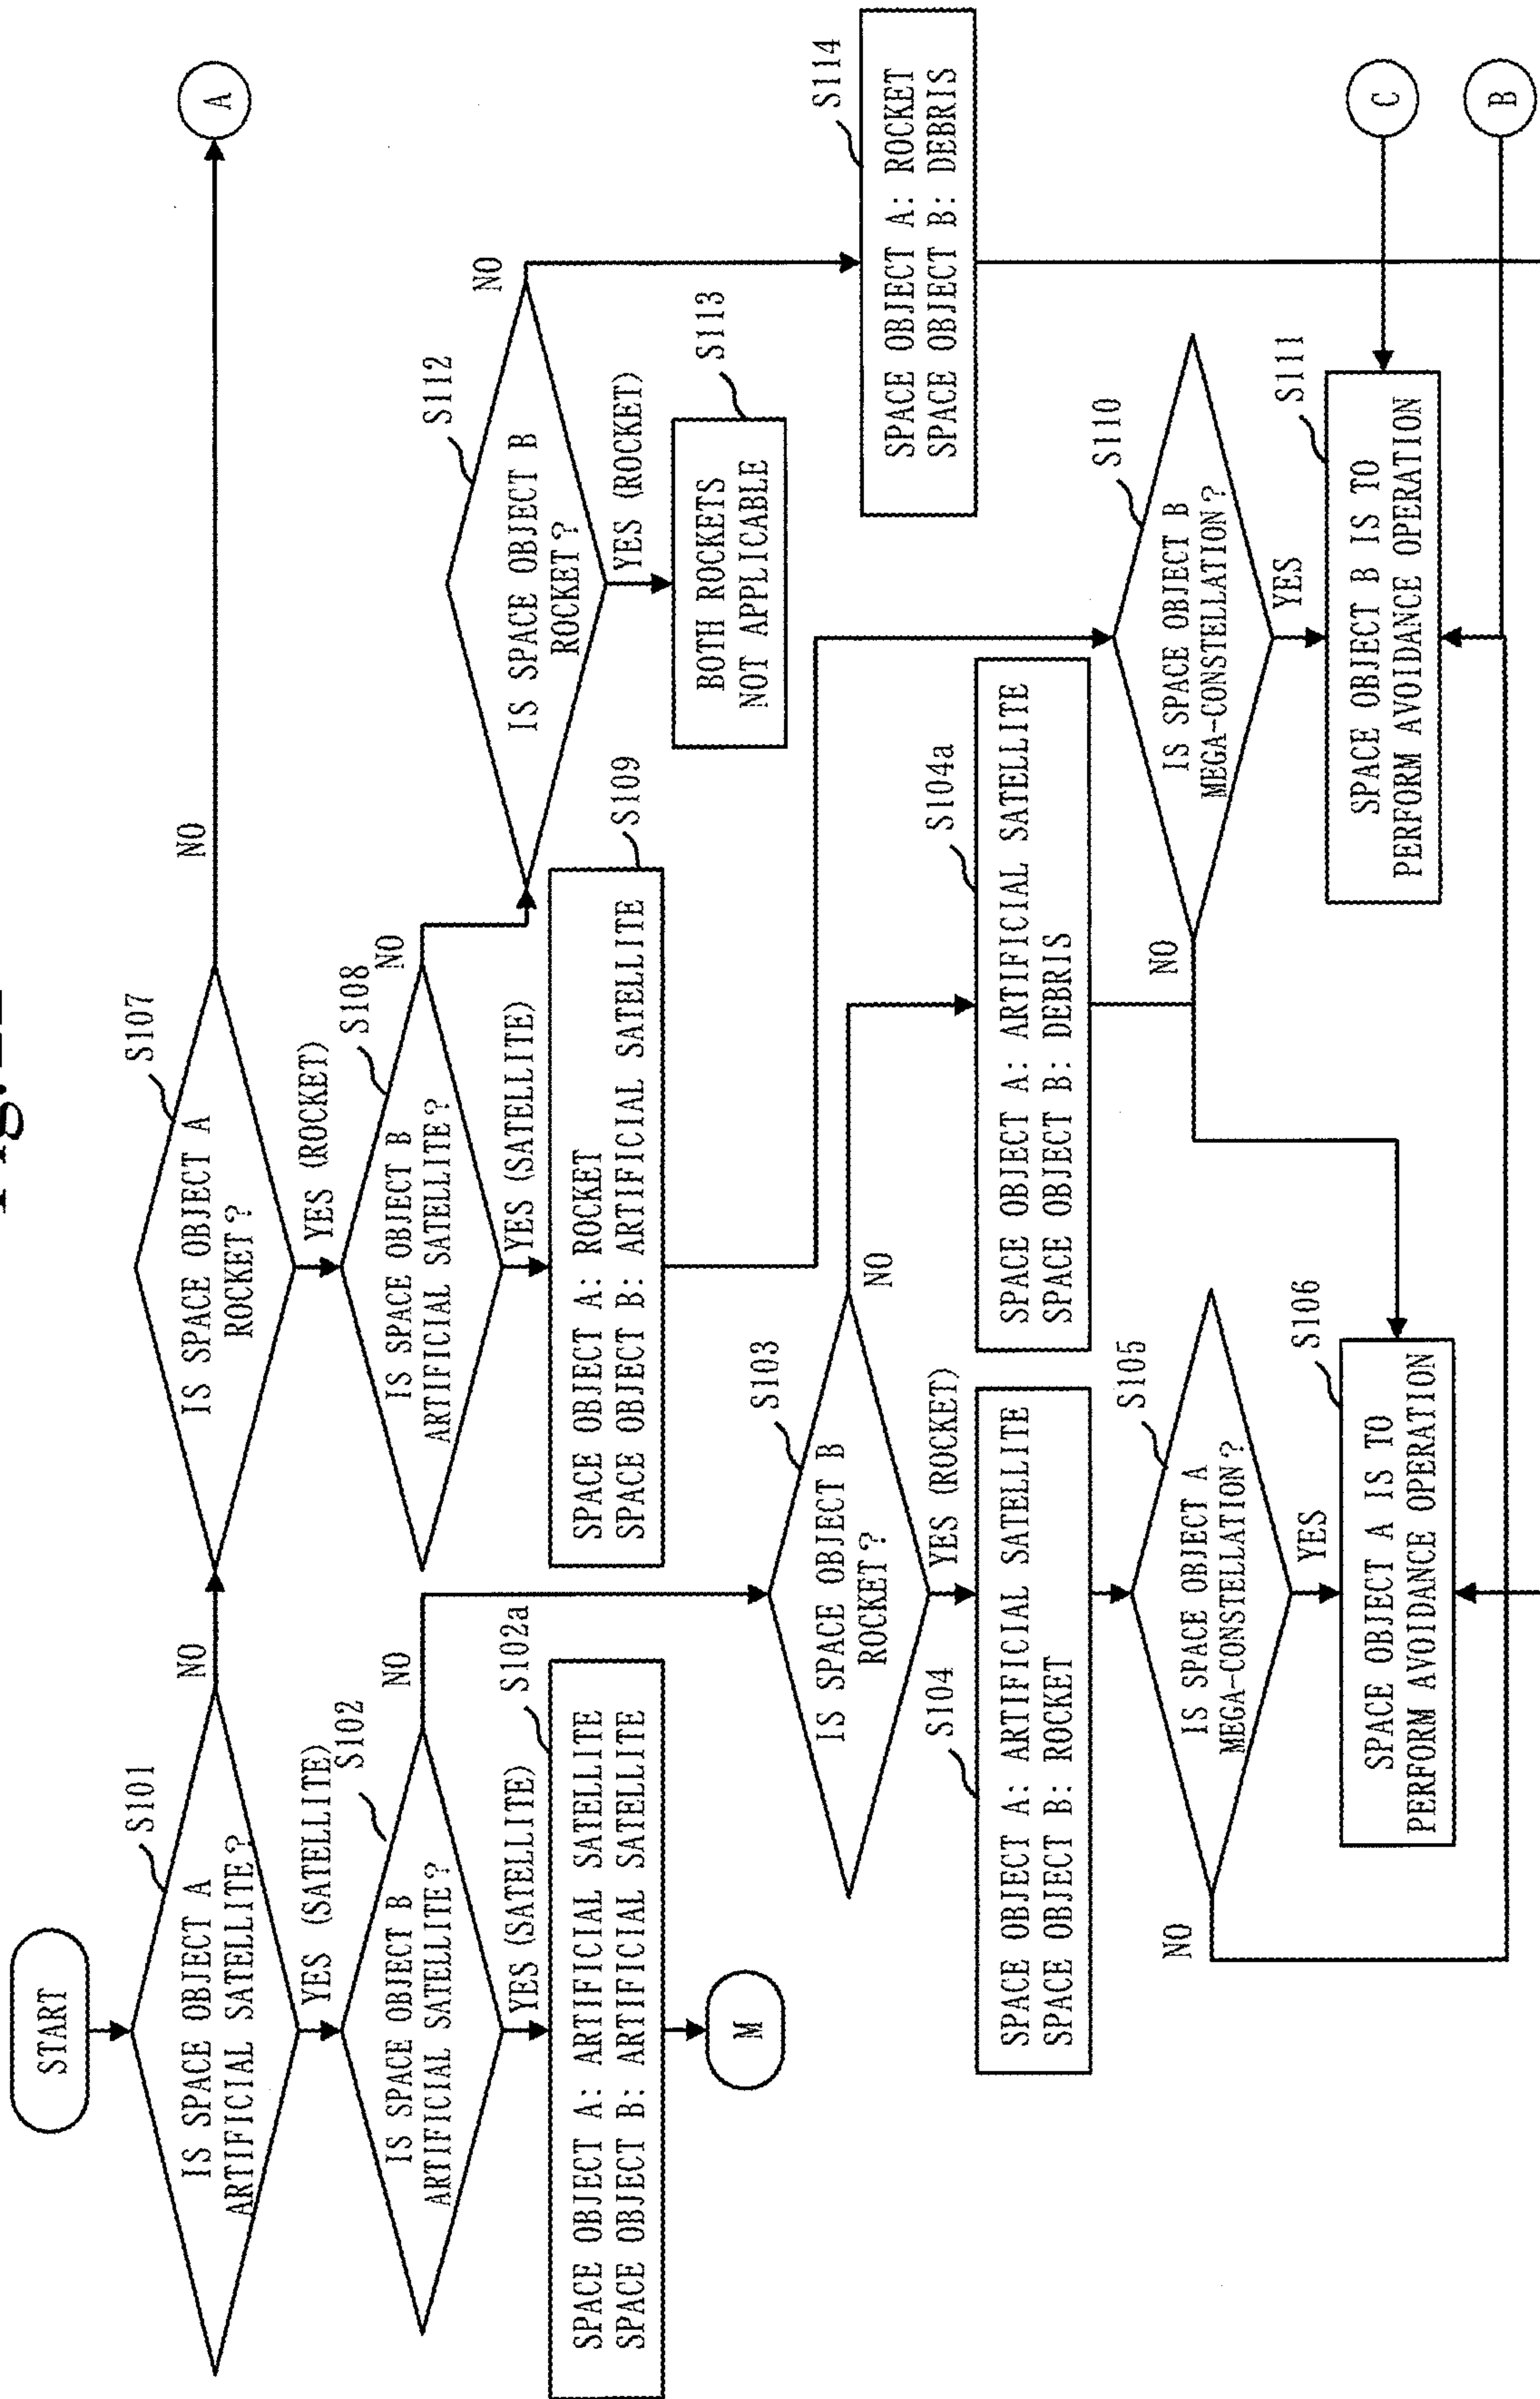 START
S101
IS SPACE OBJECT A
ARTIFICIAL SATELLITE?
NO
YES (SATELLITE)
S102
IS SPACE OBJECT B
ARTIFICIAL SATELLITE?
NO
YES (SATELLITE)
S102a
SPACE OBJECT A: ARTIFICIAL SATELLITE
SPACE OBJECT B: ARTIFICIAL SATELLITE
M
S103
IS SPACE OBJECT B
ROCKET?
NO
YES (ROCKET)
S104
SPACE OBJECT A: ARTIFICIAL SATELLITE
SPACE OBJECT B: ROCKET
S104a
SPACE OBJECT A: ARTIFICIAL SATELLITE
SPACE OBJECT B: DEBRIS
S105
IS SPACE OBJECT A
MEGA-CONSTELLATION?
NO
YES
S106
SPACE OBJECT A IS TO
PERFORM AVOIDANCE OPERATION
S107
IS SPACE OBJECT A
ROCKET?
NO
A
YES (ROCKET)
S108
IS SPACE OBJECT B
ARTIFICIAL SATELLITE?
NO
YES (SATELLITE)
S109
SPACE OBJECT A: ROCKET
SPACE OBJECT B: ARTIFICIAL SATELLITE
S110
IS SPACE OBJECT B
MEGA-CONSTELLATION?
NO
YES
S111
SPACE OBJECT B IS TO
PERFORM AVOIDANCE OPERATION
S112
IS SPACE OBJECT B
ROCKET?
NO
YES (ROCKET)
S113
BOTH ROCKETS
NOT APPLICABLE
S114
SPACE OBJECT A: ROCKET
SPACE OBJECT B: DEBRIS
C
B